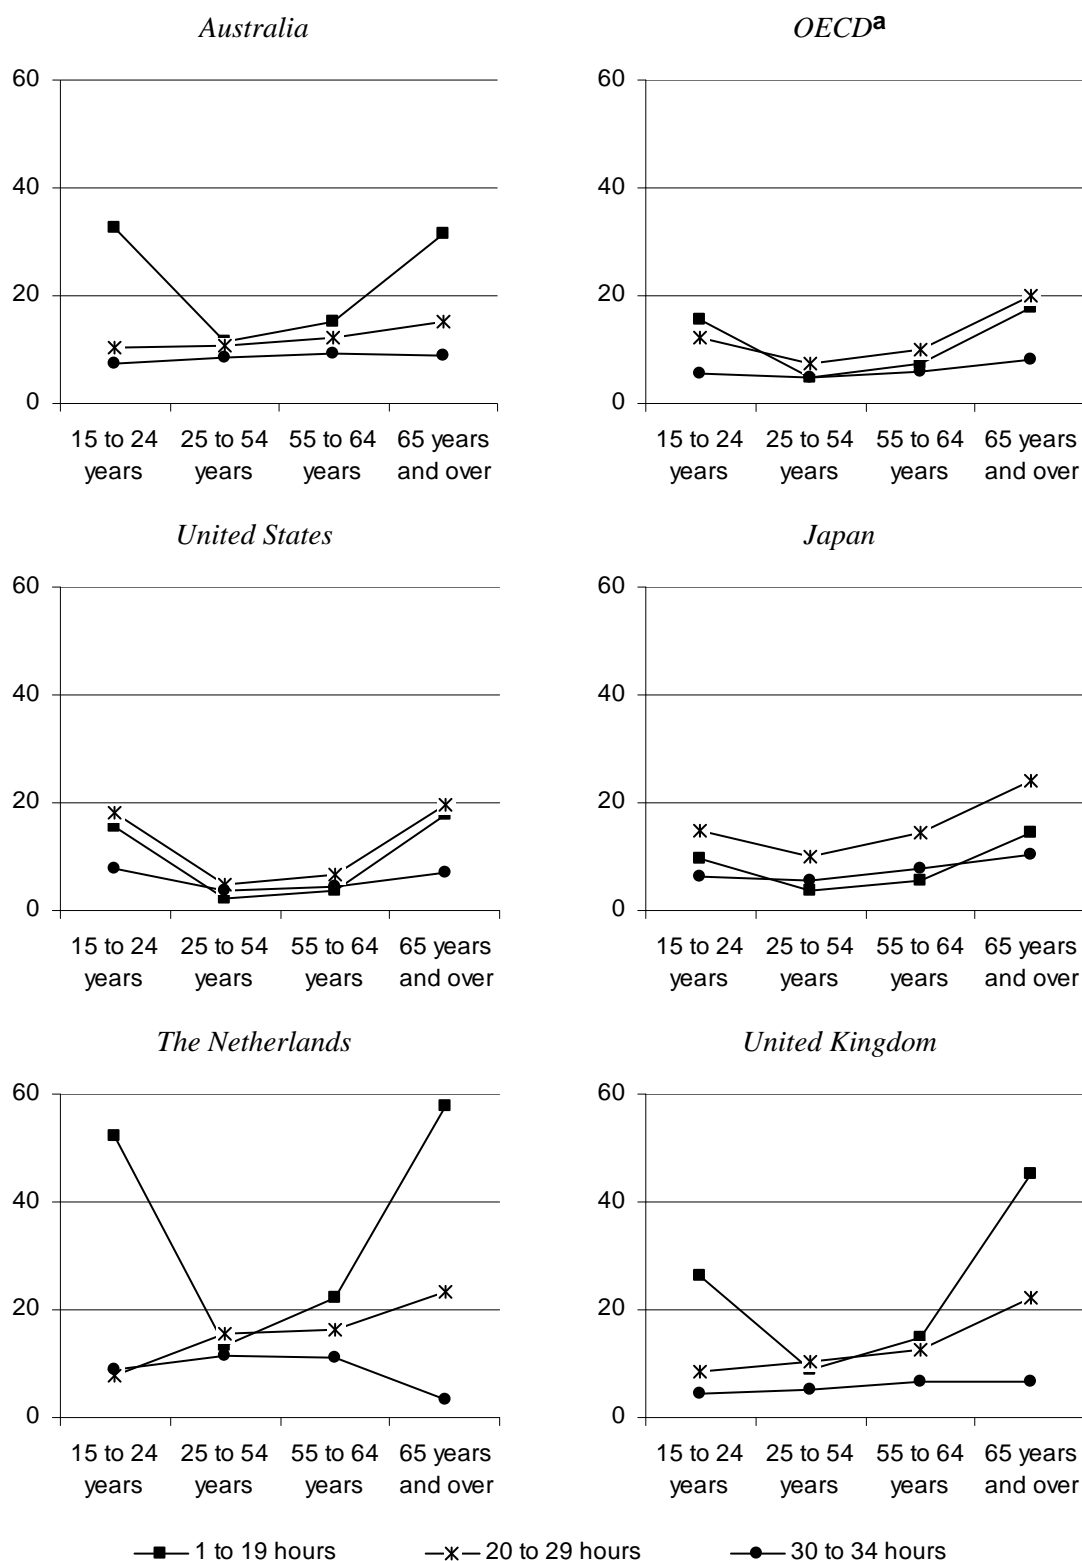 Australia
OECDa
60
40
20
0
15 to 24 years
25 to 54 years
55 to 64 years
65 years and over
60
40
20
0
15 to 24 years
25 to 54 years
55 to 64 years
65 years and over
United States
Japan
60
40
20
0
15 to 24 years
25 to 54 years
55 to 64 years
65 years and over
60
40
20
0
15 to 24 years
25 to 54 years
55 to 64 years
65 years and over
The Netherlands
United Kingdom
60
40
20
0
15 to 24 years
25 to 54 years
55 to 64 years
65 years and over
60
40
20
0
15 to 24 years
25 to 54 years
55 to 64 years
65 years and over
1 to 19 hours
20 to 29 hours
30 to 34 hours